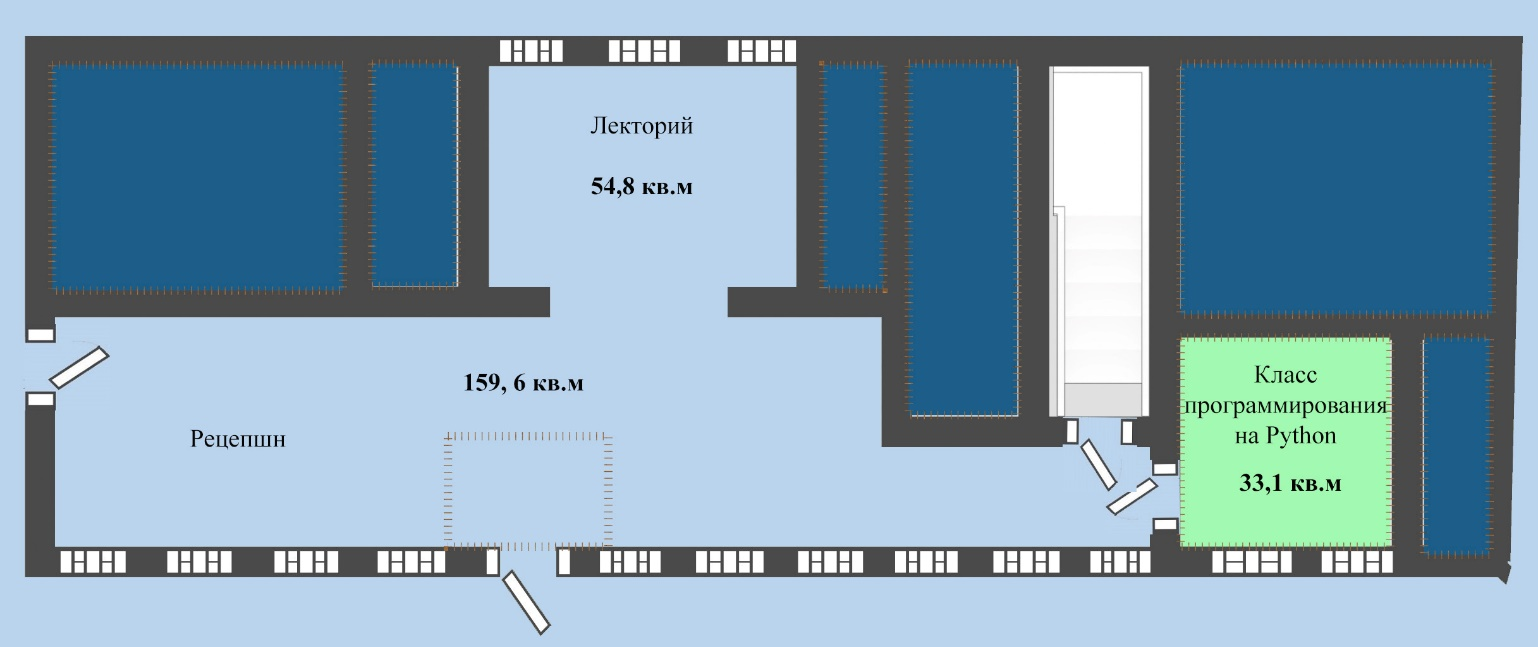 Лекторий
54,8 кв.м
159, 6 кв.м
Рецепшн
Класс
программирования
на Python
33,1 кв.м